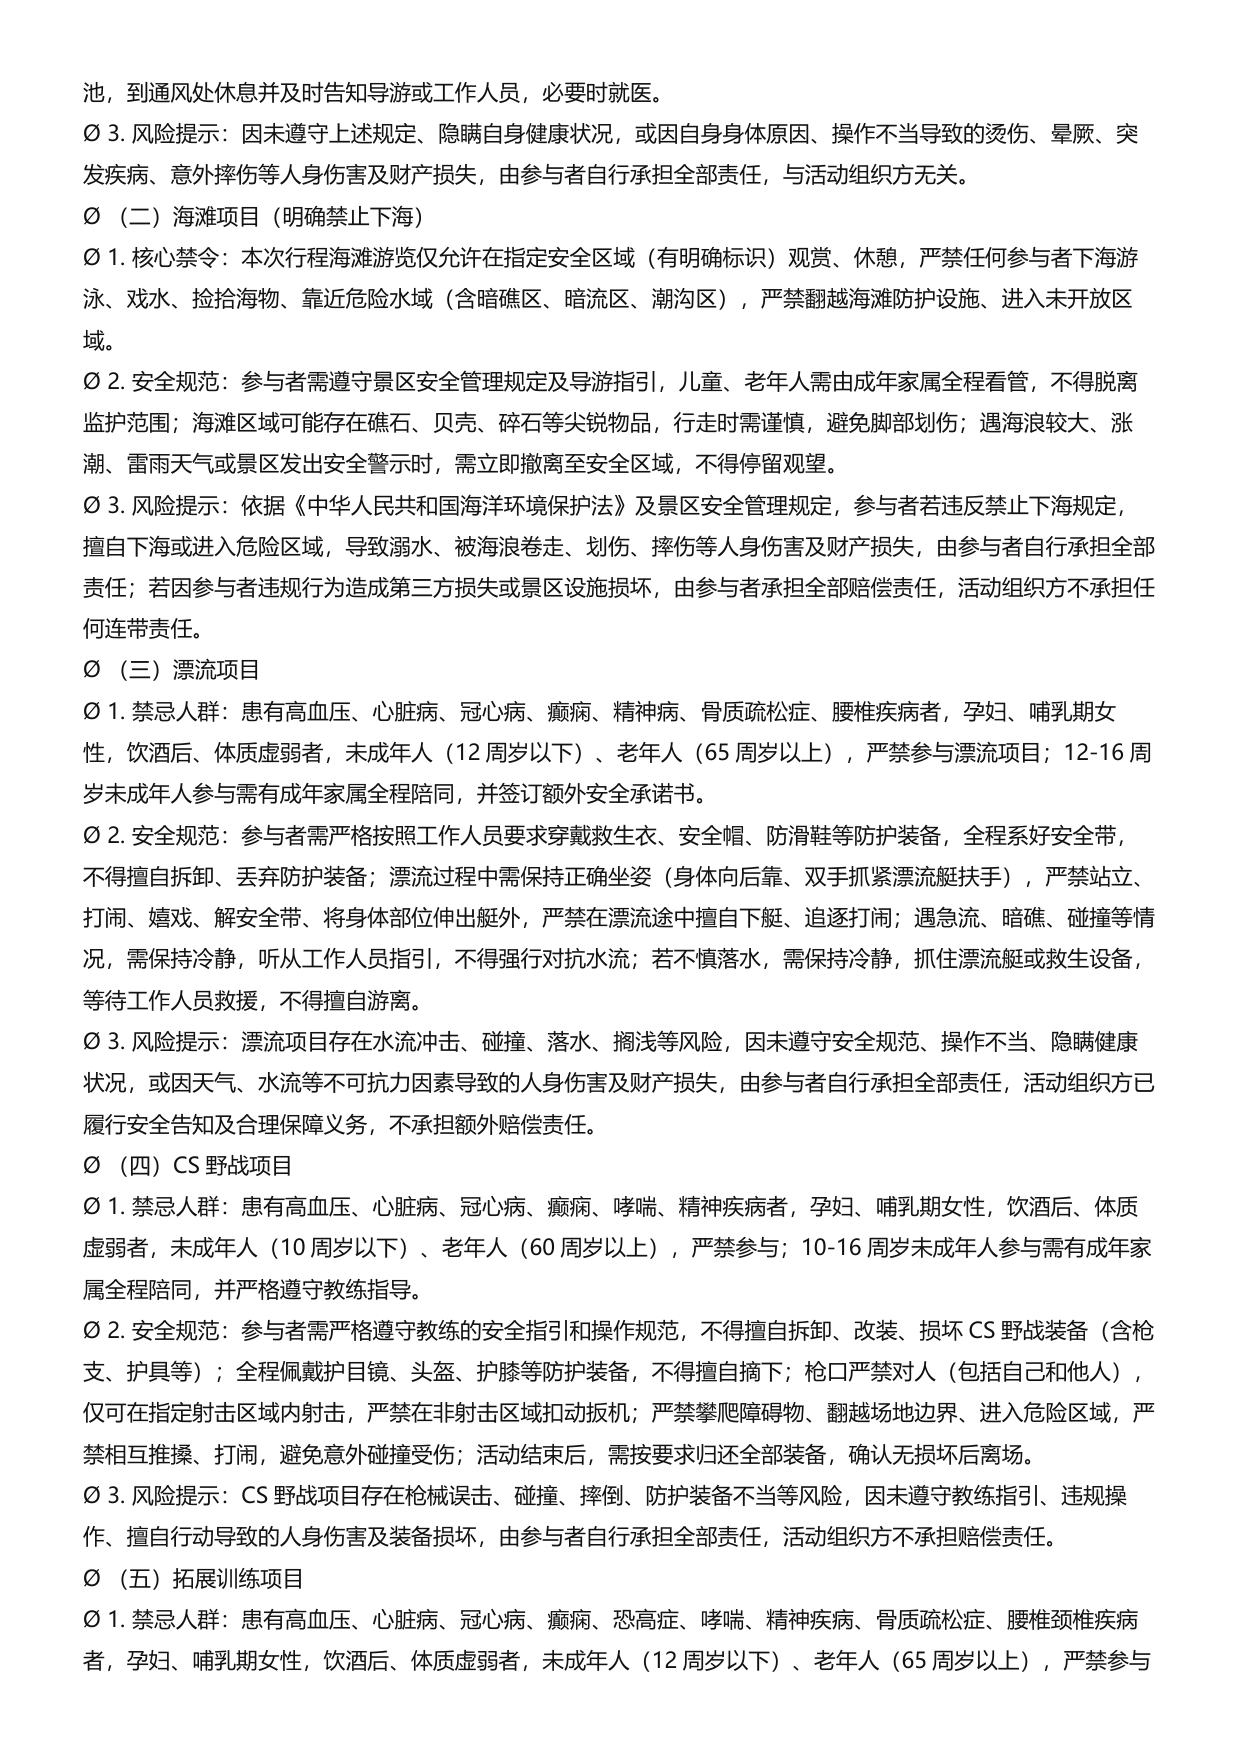 池，到通风处休息并及时告知导游或工作人员，必要时就医。
Ø 3. 风险提示：因未遵守上述规定、隐瞒自身健康状况，或因自身身体原因、操作不当导致的烫伤、晕厥、突
发疾病、意外摔伤等人身伤害及财产损失，由参与者自行承担全部责任，与活动组织方无关。
Ø （二）海滩项目（明确禁止下海）
Ø 1. 核心禁令：本次行程海滩游览仅允许在指定安全区域（有明确标识）观赏、休憩，严禁任何参与者下海游
泳、戏水、捡拾海物、靠近危险水域（含暗礁区、暗流区、潮沟区），严禁翻越海滩防护设施、进入未开放区
域。
Ø 2. 安全规范：参与者需遵守景区安全管理规定及导游指引，儿童、老年人需由成年家属全程看管，不得脱离
监护范围；海滩区域可能存在礁石、贝壳、碎石等尖锐物品，行走时需谨慎，避免脚部划伤；遇海浪较大、涨
潮、雷雨天气或景区发出安全警示时，需立即撤离至安全区域，不得停留观望。
Ø 3. 风险提示：依据《中华人民共和国海洋环境保护法》及景区安全管理规定，参与者若违反禁止下海规定，
擅自下海或进入危险区域，导致溺水、被海浪卷走、划伤、摔伤等人身伤害及财产损失，由参与者自行承担全部
责任；若因参与者违规行为造成第三方损失或景区设施损坏，由参与者承担全部赔偿责任，活动组织方不承担任
何连带责任。
Ø （三）漂流项目
Ø 1. 禁忌人群：患有高血压、心脏病、冠心病、癫痫、精神病、骨质疏松症、腰椎疾病者，孕妇、哺乳期女
性，饮酒后、体质虚弱者，未成年人（12 周岁以下）、老年人（65 周岁以上），严禁参与漂流项目；12-16 周
岁未成年人参与需有成年家属全程陪同，并签订额外安全承诺书。
Ø 2. 安全规范：参与者需严格按照工作人员要求穿戴救生衣、安全帽、防滑鞋等防护装备，全程系好安全带，
不得擅自拆卸、丢弃防护装备；漂流过程中需保持正确坐姿（身体向后靠、双手抓紧漂流艇扶手），严禁站立、
打闹、嬉戏、解安全带、将身体部位伸出艇外，严禁在漂流途中擅自下艇、追逐打闹；遇急流、暗礁、碰撞等情
况，需保持冷静，听从工作人员指引，不得强行对抗水流；若不慎落水，需保持冷静，抓住漂流艇或救生设备，
等待工作人员救援，不得擅自游离。
Ø 3. 风险提示：漂流项目存在水流冲击、碰撞、落水、搁浅等风险，因未遵守安全规范、操作不当、隐瞒健康
状况，或因天气、水流等不可抗力因素导致的人身伤害及财产损失，由参与者自行承担全部责任，活动组织方已
履行安全告知及合理保障义务，不承担额外赔偿责任。
Ø （四）CS 野战项目
Ø 1. 禁忌人群：患有高血压、心脏病、冠心病、癫痫、哮喘、精神疾病者，孕妇、哺乳期女性，饮酒后、体质
虚弱者，未成年人（10 周岁以下）、老年人（60 周岁以上），严禁参与；10-16 周岁未成年人参与需有成年家
属全程陪同，并严格遵守教练指导。
Ø 2. 安全规范：参与者需严格遵守教练的安全指引和操作规范，不得擅自拆卸、改装、损坏 CS 野战装备（含枪
支、护具等）；全程佩戴护目镜、头盔、护膝等防护装备，不得擅自摘下；枪口严禁对人（包括自己和他人），
仅可在指定射击区域内射击，严禁在非射击区域扣动扳机；严禁攀爬障碍物、翻越场地边界、进入危险区域，严
禁相互推搡、打闹，避免意外碰撞受伤；活动结束后，需按要求归还全部装备，确认无损坏后离场。
Ø 3. 风险提示：CS 野战项目存在枪械误击、碰撞、摔倒、防护装备不当等风险，因未遵守教练指引、违规操
作、擅自行动导致的人身伤害及装备损坏，由参与者自行承担全部责任，活动组织方不承担赔偿责任。
Ø （五）拓展训练项目
Ø 1. 禁忌人群：患有高血压、心脏病、冠心病、癫痫、恐高症、哮喘、精神疾病、骨质疏松症、腰椎颈椎疾病
者，孕妇、哺乳期女性，饮酒后、体质虚弱者，未成年人（12 周岁以下）、老年人（65 周岁以上），严禁参与